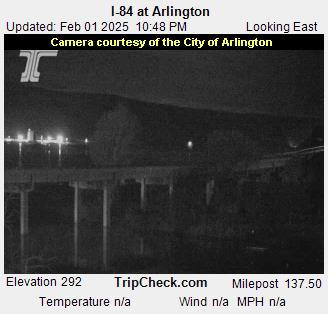 I-84 at Arlington
Updated: Feb 01 2025 10:48 PM Looking East
Camera courtesy of the City of Arlington
Elevation 292 TripCheck.com Milepost 137.50
Temperature n/a Wind n/a MPH n/a